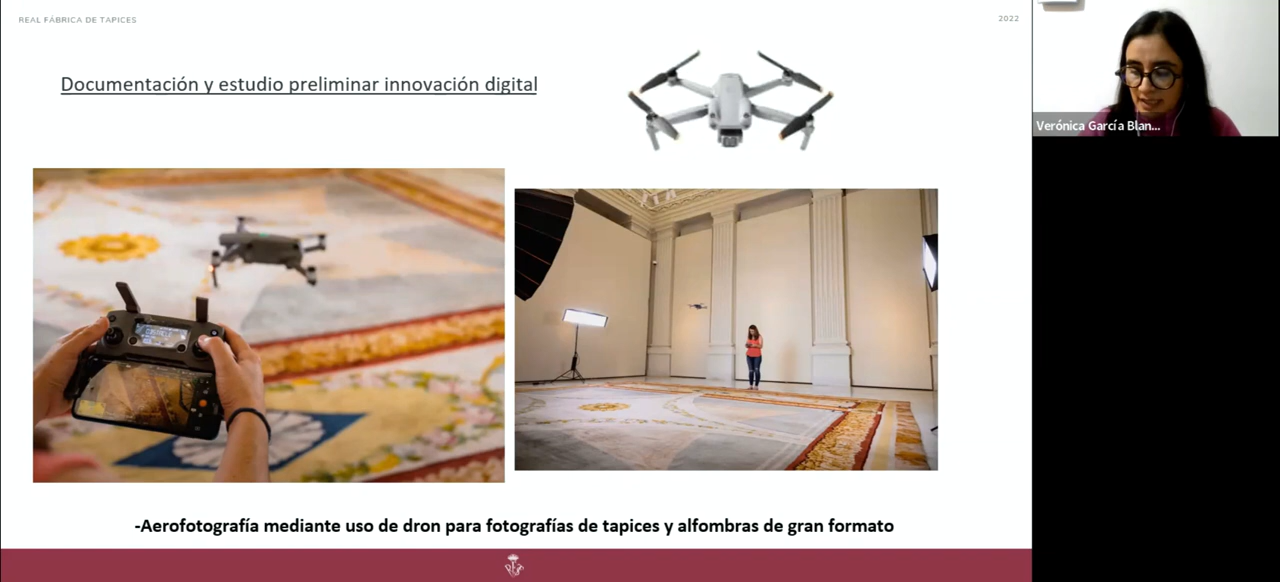 REAL FÁBRICA DE TAPICES
2022
Documentación y estudio preliminar innovación digital
Verónica García Blan...
-Aerofotografía mediante uso de dron para fotografías de tapices y alfombras de gran formato